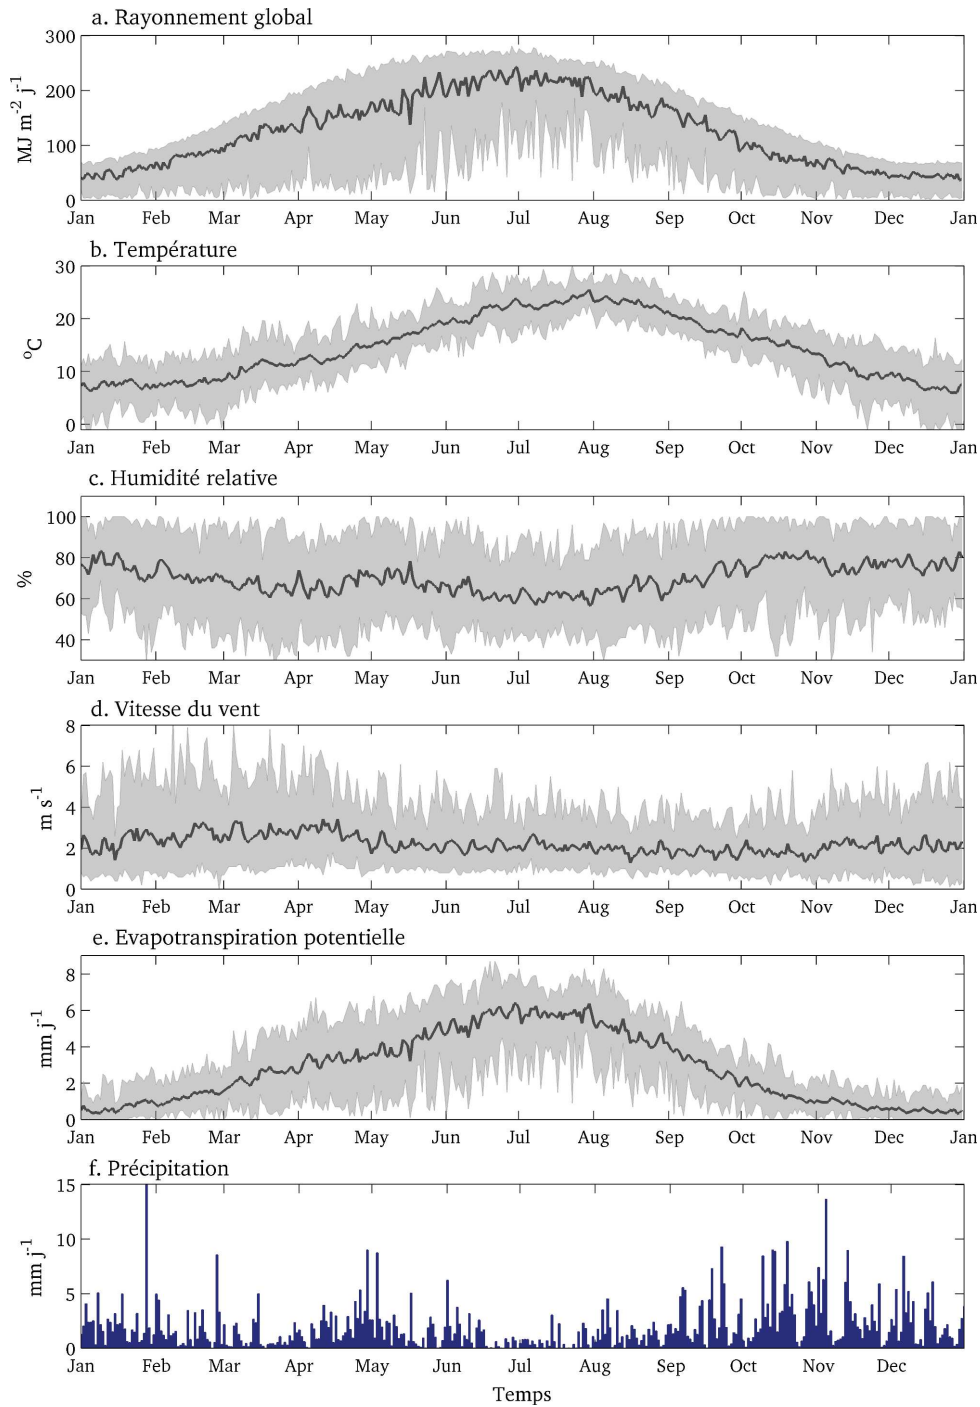 a. Rayonnement global
300
200
100
0
MJ m-2 j-1
Jan Feb Mar Apr May Jun Jul Aug Sep Oct Nov Dec Jan
b. Température
30
20
10
0
oC
Jan Feb Mar Apr May Jun Jul Aug Sep Oct Nov Dec Jan
c. Humidité relative
100
80
60
40
%
Jan Feb Mar Apr May Jun Jul Aug Sep Oct Nov Dec Jan
d. Vitesse du vent
8
6
4
2
0
m s-1
Jan Feb Mar Apr May Jun Jul Aug Sep Oct Nov Dec Jan
e. Evapotranspiration potentielle
8
6
4
2
0
mm j-1
Jan Feb Mar Apr May Jun Jul Aug Sep Oct Nov Dec Jan
f. Précipitation
15
10
5
0
mm j-1
Jan Feb Mar Apr May Jun Jul Aug Sep Oct Nov Dec
Temps